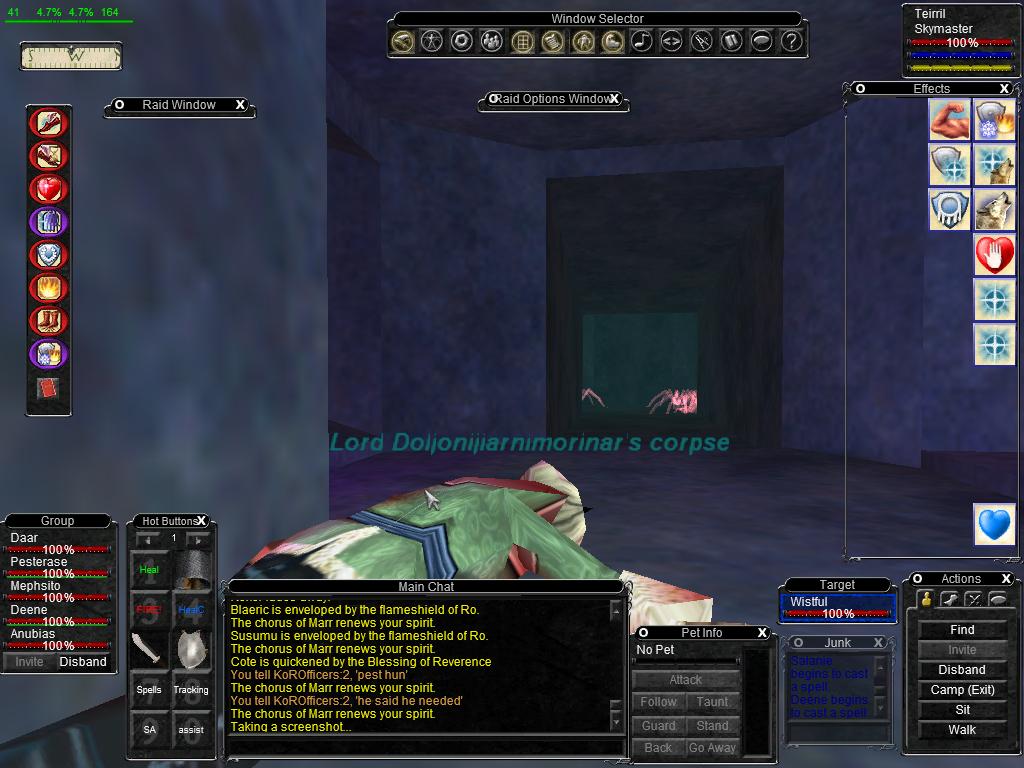 41 4.7% 4.7% 164
Window Selector
Teirril
Skymaster
100%
S W
Raid Window
Raid Options Window
Effects
Lord Doljonijiarnimorinar's corpse
Group
Daar
100%
Pesterase
100%
Mephsito
100%
Deene
100%
Anubias
100%
Invite Disband
Hot Buttons
1
Heal
FIRE!
HealC
Spells
Tracking
SA
assist
Main Chat
Blaeric is enveloped by the flameshield of Ro.
The chorus of Marr renews your spirit.
Susumu is enveloped by the flameshield of Ro.
The chorus of Marr renews your spirit.
Cote is quickened by the Blessing of Reverence
You tell KoROfficers:2, 'pest hun'
The chorus of Marr renews your spirit.
You tell KoROfficers:2, 'he said he needed'
The chorus of Marr renews your spirit.
Taking a screenshot...
Pet Info
No Pet
Attack
Follow Taunt
Guard Stand
Back Go Away
Target
Wistful
100%
Junk
begins to cast
a spell.
Deene begins
to cast a spell.
Actions
Find
Invite
Disband
Camp (Exit)
Sit
Walk